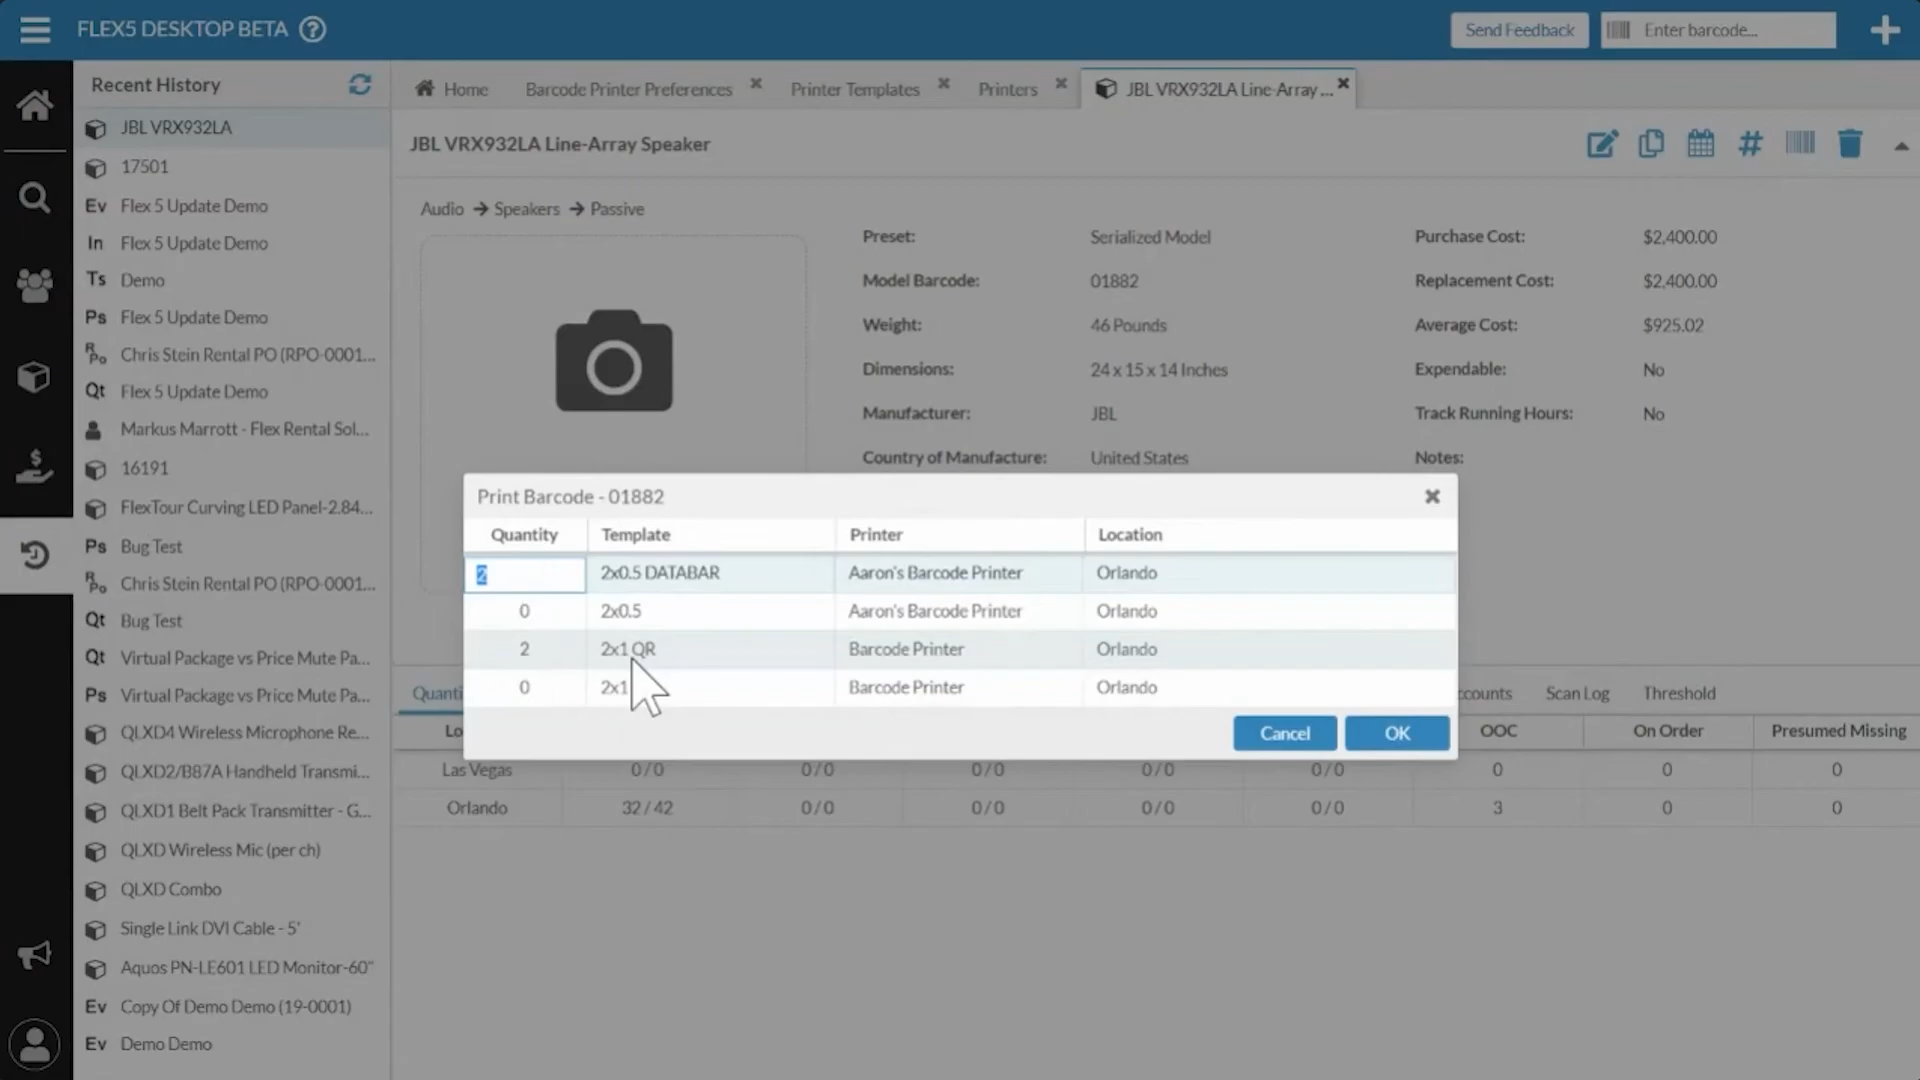 FLEX5 DESKTOP BETA ?
Send Feedback
Enter barcode...
Recent History
JBL VRX932LA
17501
Ev Flex 5 Update Demo
In Flex 5 Update Demo
Ts Demo
Ps Flex 5 Update Demo
RPo Chris Stein Rental PO (RPO-0001...
Qt Flex 5 Update Demo
Markus Marrott - Flex Rental Sol...
16191
FlexTour Curving LED Panel-2.84...
Ps Bug Test
RPo Chris Stein Rental PO (RPO-0001...
Qt Bug Test
Qt Virtual Package vs Price Mute Pa...
Ps Virtual Package vs Price Mute Pa...
QLXD4 Wireless Microphone Re...
QLXD2/B87A Handheld Transmi...
QLXD1 Belt Pack Transmitter - G...
QLXD Wireless Mic (per ch)
QLXD Combo
Single Link DVI Cable - 5'
Aquos PN-LE601 LED Monitor-60"
Ev Copy Of Demo Demo (19-0001)
Ev Demo Demo
Home Barcode Printer Preferences Printer Templates Printers JBL VRX932LA Line-Array ...
JBL VRX932LA Line-Array Speaker
Audio → Speakers → Passive
Preset: Serialized Model
Model Barcode: 01882
Weight: 46 Pounds
Dimensions: 24 x 15 x 14 Inches
Manufacturer: JBL
Country of Manufacture: United States
Purchase Cost: $2,400.00
Replacement Cost: $2,400.00
Average Cost: $925.02
Expendable: No
Track Running Hours: No
Notes:
Print Barcode - 01882
Quantity Template Printer Location
2 2x0.5 DATABAR Aaron's Barcode Printer Orlando
0 2x0.5 Aaron's Barcode Printer Orlando
2 2x1 QR Barcode Printer Orlando
0 2x1 Barcode Printer Orlando
Cancel OK
Quanti ccounts Scan Log Threshold
Lo OOC On Order Presumed Missing
Las Vegas 0/0 0/0 0/0 0/0 0/0 0 0 0
Orlando 32/42 0/0 0/0 0/0 0/0 3 0 0